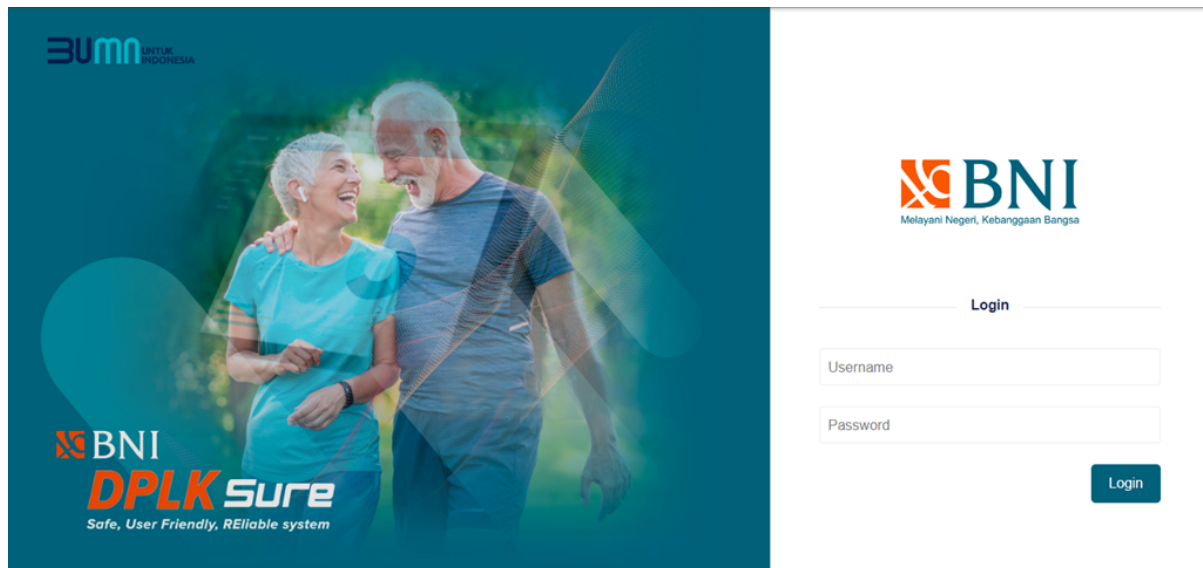 BUMN UNTUK
INDONESIA
BNI
DPLK Sure
Safe, User Friendly, REliable system
BNI
Melayani Negeri, Kebanggaan Bangsa
Login
Username
Password
Login